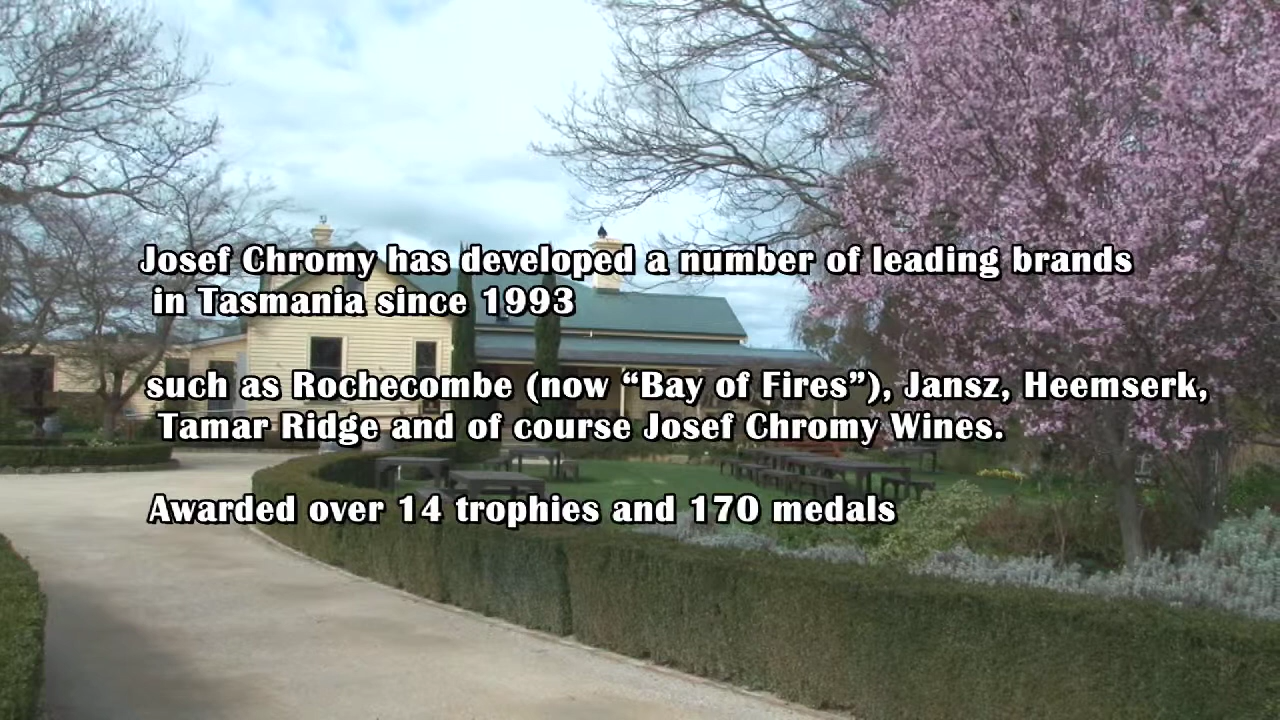 Josef Chromy has developed a number of leading brands
in Tasmania since 1993
such as Rochecombe (now “Bay of Fires”), Jansz, Heemserk,
Tamar Ridge and of course Josef Chromy Wines.
Awarded over 14 trophies and 170 medals